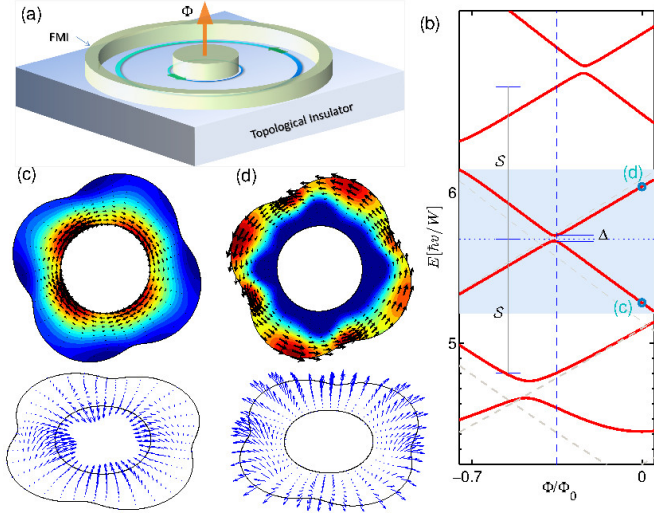 (a)
Φ
FMI
Topological Insulator
(b)
S
6
(d)
E[ħv/W]
Δ
(c)
S
5
−0.7
0
Φ/Φ₀
(c)
(d)